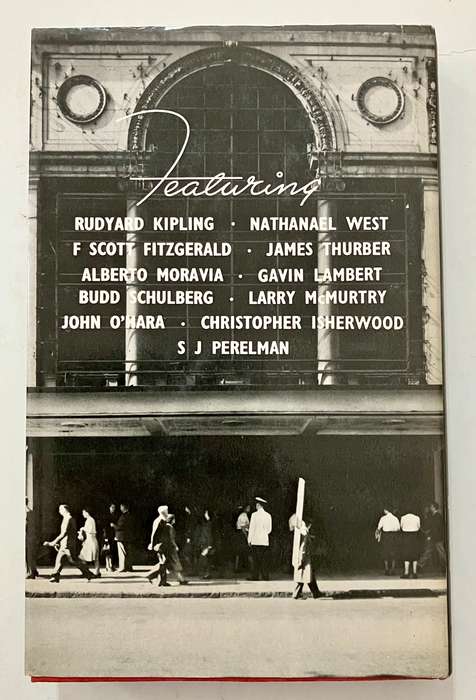 Featuring
RUDYARD KIPLING · NATHANAEL WEST
F SCOTT FITZGERALD · JAMES THURBER
ALBERTO MORAVIA · GAVIN LAMBERT
BUDD SCHULBERG · LARRY McMURTRY
JOHN O'HARA · CHRISTOPHER ISHERWOOD
S J PERELMAN